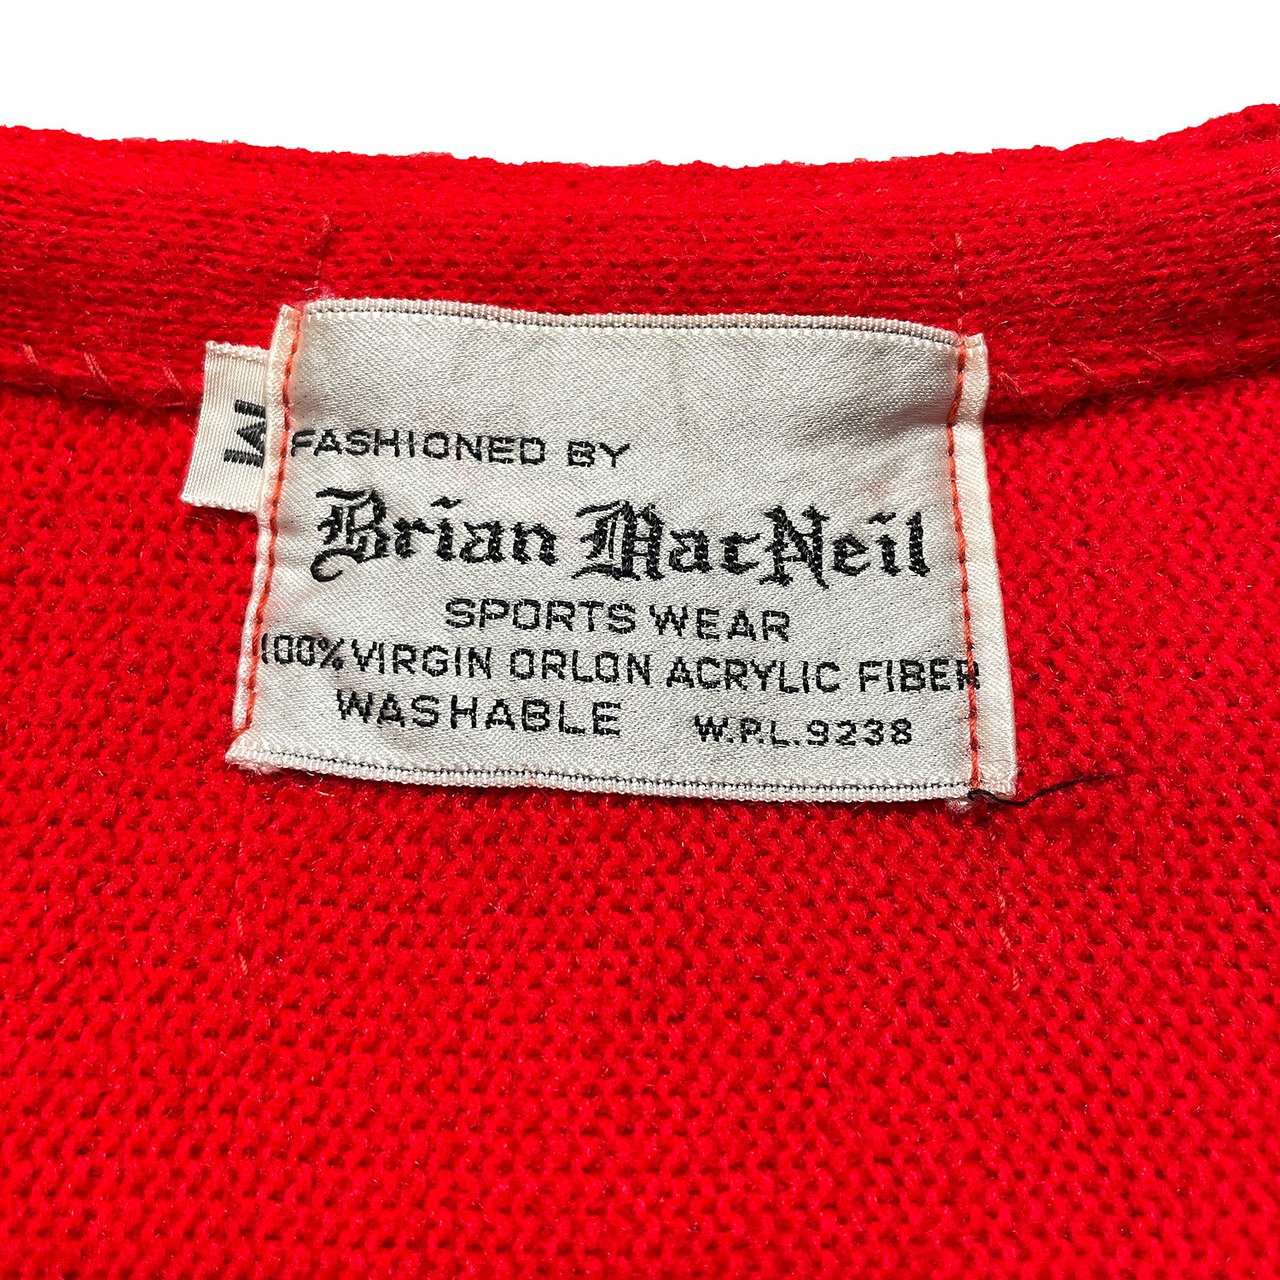 M
FASHIONED BY
Brian MacNeil
SPORTS WEAR
100% VIRGIN ORLON ACRYLIC FIBER
WASHABLE W.P.L.9238